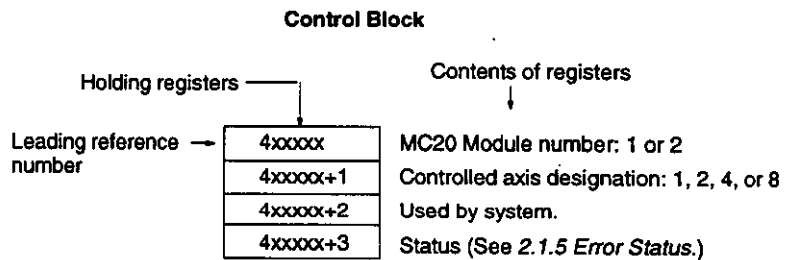 Control Block
Holding registers
Contents of registers
Leading reference number
4xxxxx
MC20 Module number: 1 or 2
4xxxxx+1
Controlled axis designation: 1, 2, 4, or 8
4xxxxx+2
Used by system.
4xxxxx+3
Status (See 2.1.5 Error Status.)